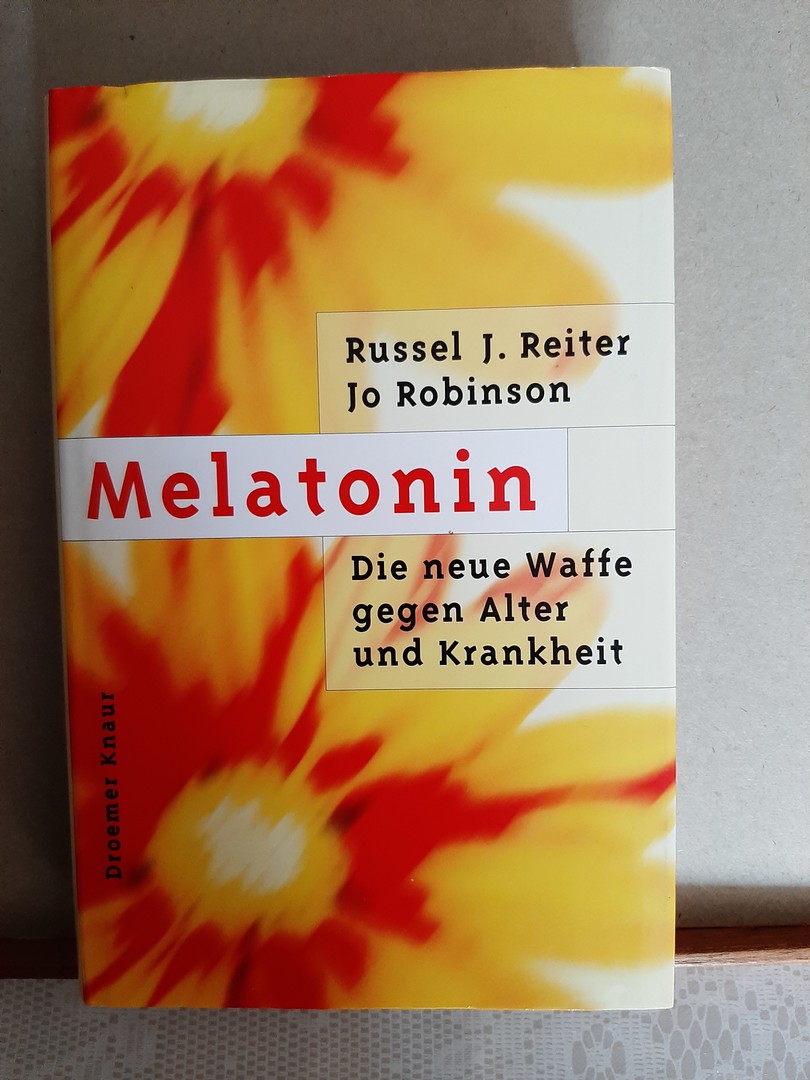 Russel J. Reiter
Jo Robinson
Melatonin
Die neue Waffe
gegen Alter
und Krankheit
Droemer Knaur